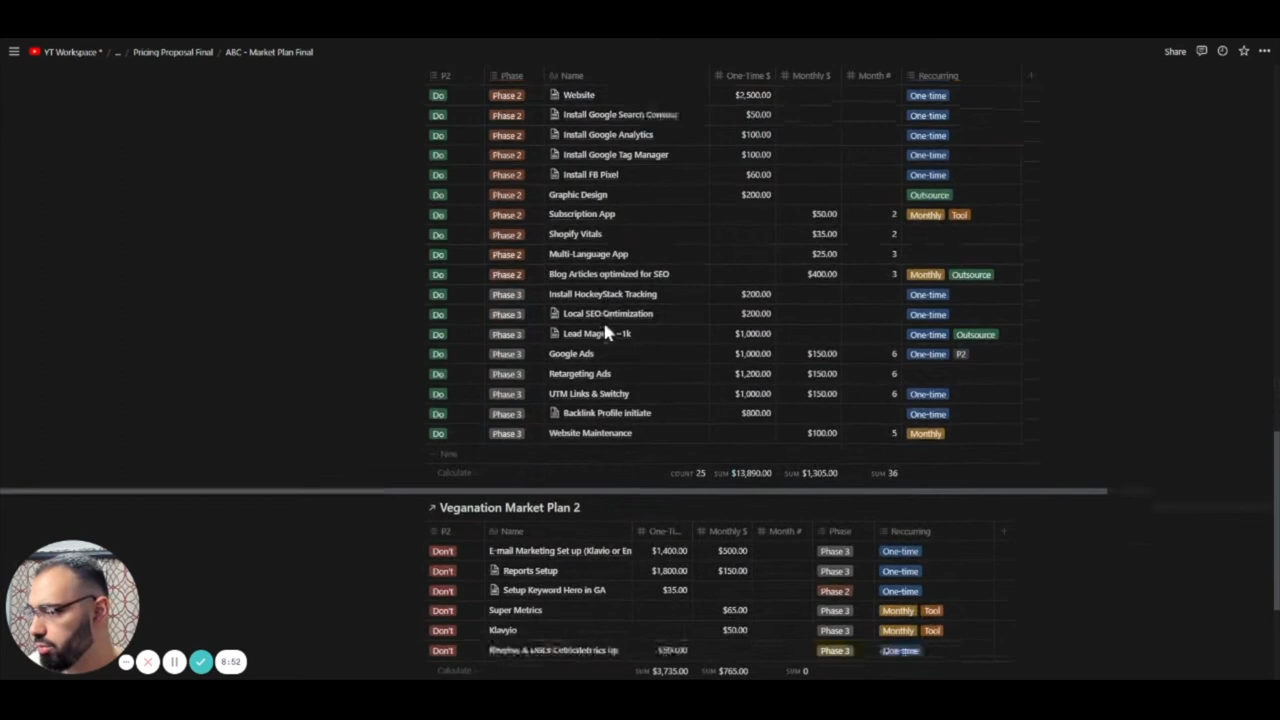 YT Workspace * / ... / Pricing Proposal Final / ABC - Market Plan Final Share
P2 Phase Name One-Time $ Monthly $ Month # Reccurring
Do Phase 2 Website $2,500.00 One-time
Do Phase 2 Install Google Search $50.00 One-time
Do Phase 2 Install Google Analytics $100.00 One-time
Do Phase 2 Install Google Tag Manager $100.00 One-time
Do Phase 2 Install FB Pixel $60.00 One-time
Do Phase 2 Graphic Design $200.00 Outsource
Do Phase 2 Subscription App $50.00 2 Monthly Tool
Do Phase 2 Shopify Vitals $35.00 2
Do Phase 2 Multi-Language App $25.00 3
Do Phase 2 Blog Articles optimized for SEO $400.00 3 Monthly Outsource
Do Phase 3 Install HockeyStack Tracking $200.00 One-time
Do Phase 3 Local SEO Optimization $200.00 One-time
Do Phase 3 Lead ~1k $1,000.00 One-time Outsource
Do Phase 3 Google Ads $1,000.00 $150.00 6 One-time P2
Do Phase 3 Retargeting Ads $1,200.00 $150.00 6
Do Phase 3 UTM Links & Switchy $1,000.00 $150.00 6 One-time
Do Phase 3 Backlink Profile initiate $800.00 One-time
Do Phase 3 Website Maintenance $100.00 5 Monthly
New
Calculate COUNT 25 SUM $13,890.00 SUM $1,305.00 SUM 36
Veganation Market Plan 2
P2 Name One-Ti... Monthly $ Month # Phase Reccurring
Don't E-mail Marketing Set up (Klavio or En $1,400.00 $500.00 Phase 3 One-time
Don't Reports Setup $1,800.00 $150.00 Phase 3 One-time
Don't Setup Keyword Hero in GA $35.00 Phase 2 One-time
Don't Super Metrics $65.00 Phase 3 Monthly Tool
Don't Klavyio $50.00 Phase 3 Monthly Tool
Don't Phase 3 One-time
Calculate SUM $3,735.00 SUM $765.00 SUM 0
8:52